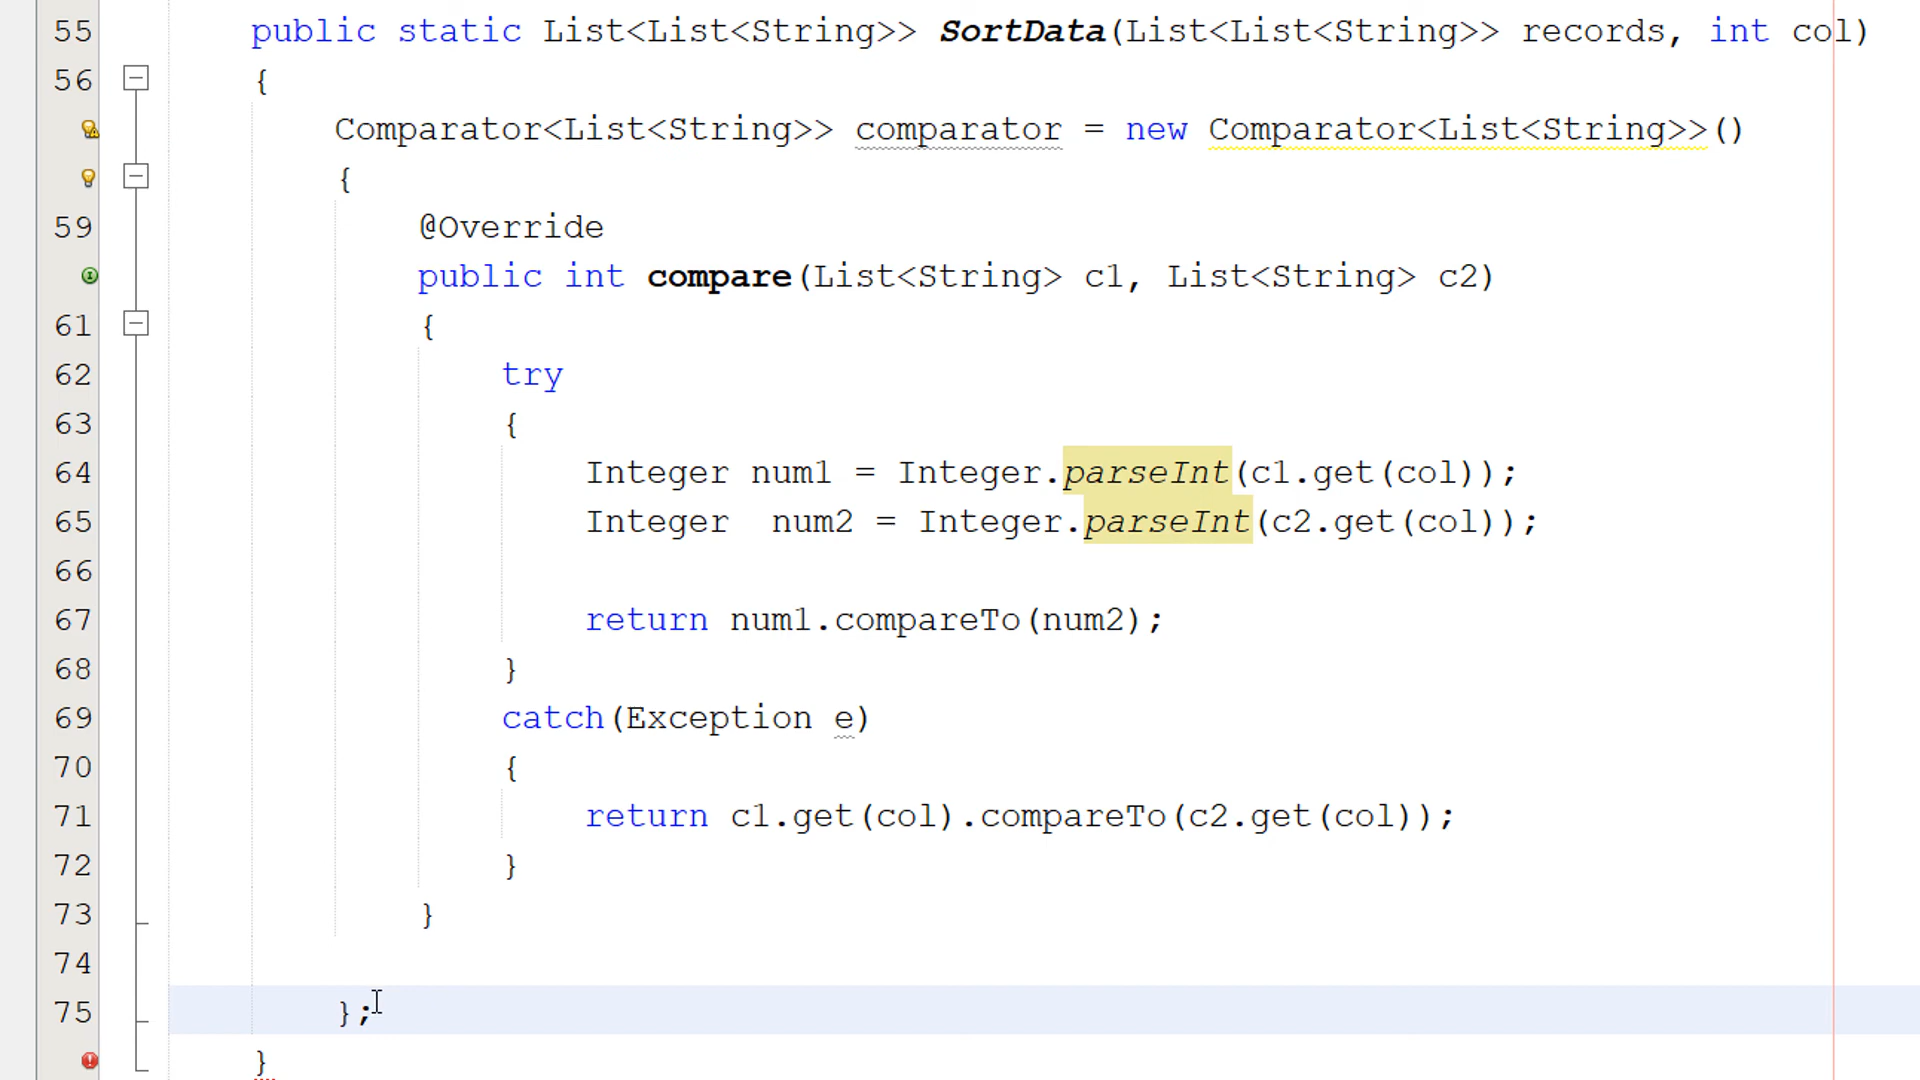 55 public static List<List<String>> SortData(List<List<String>> records, int col)
56 {
Comparator<List<String>> comparator = new Comparator<List<String>>()
{
59 @Override
public int compare(List<String> c1, List<String> c2)
61 {
62 try
63 {
64 Integer num1 = Integer.parseInt(c1.get(col));
65 Integer  num2 = Integer.parseInt(c2.get(col));
66
67 return num1.compareTo(num2);
68 }
69 catch(Exception e)
70 {
71 return c1.get(col).compareTo(c2.get(col));
72 }
73 }
74
75 };
}